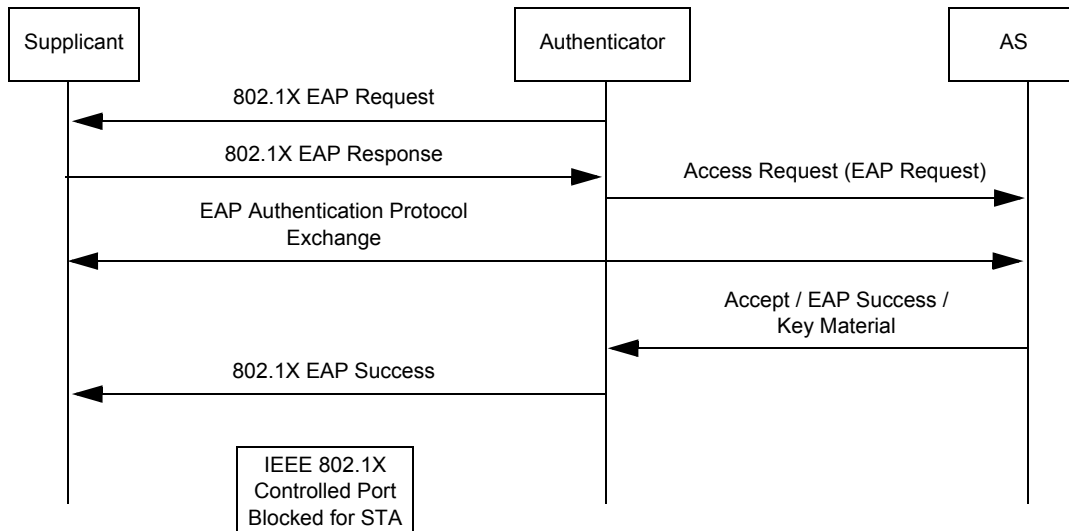 Supplicant
Authenticator
AS
802.1X EAP Request
802.1X EAP Response
Access Request (EAP Request)
EAP Authentication Protocol
Exchange
Accept / EAP Success /
Key Material
802.1X EAP Success
IEEE 802.1X
Controlled Port
Blocked for STA